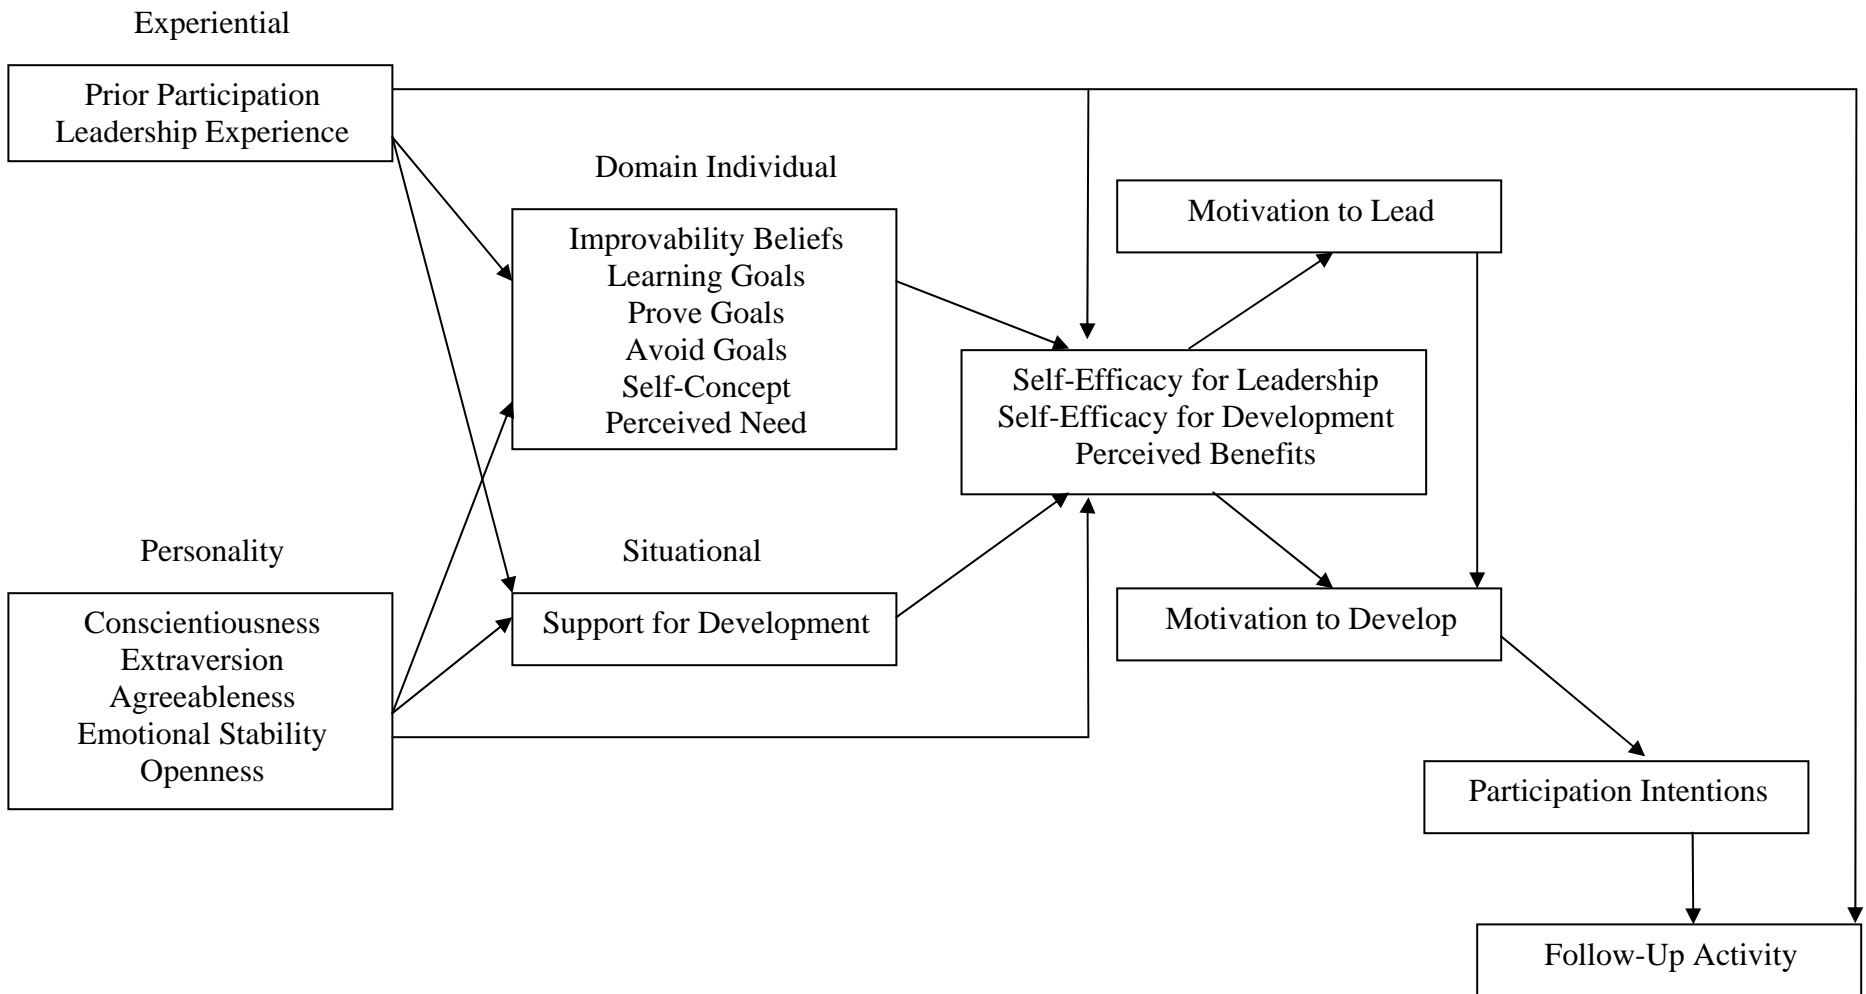 Experiential
Prior Participation
Leadership Experience
Domain Individual
Improvability Beliefs
Learning Goals
Prove Goals
Avoid Goals
Self-Concept
Perceived Need
Motivation to Lead
Self-Efficacy for Leadership
Self-Efficacy for Development
Perceived Benefits
Personality
Conscientiousness
Extraversion
Agreeableness
Emotional Stability
Openness
Situational
Support for Development
Motivation to Develop
Participation Intentions
Follow-Up Activity